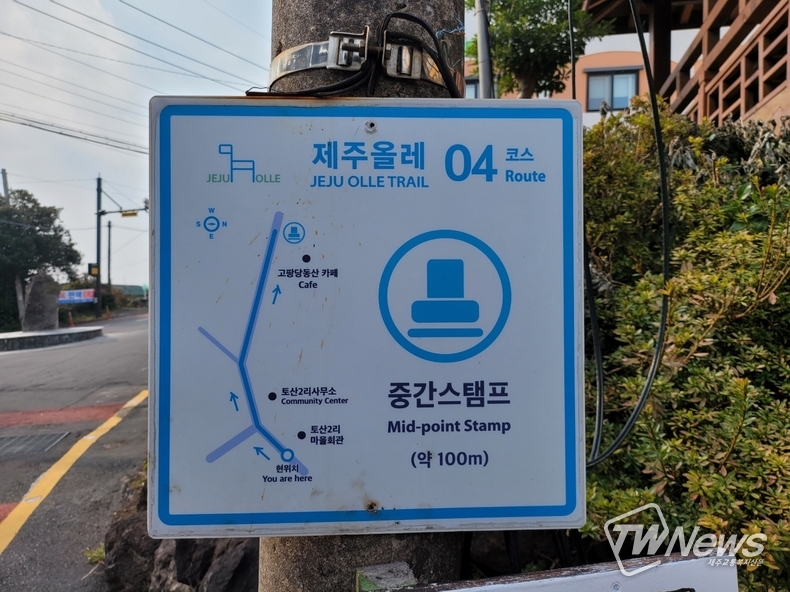 JEJU OLLE
제주올레
JEJU OLLE TRAIL
04
코스
Route
W
S N
E
고팡당동산 카페
Cafe
중간스탬프
Mid-point Stamp
(약 100m)
토산2리사무소
Community Center
토산2리
마을회관
현위치
You are here
TWNews
제주교통복지신문